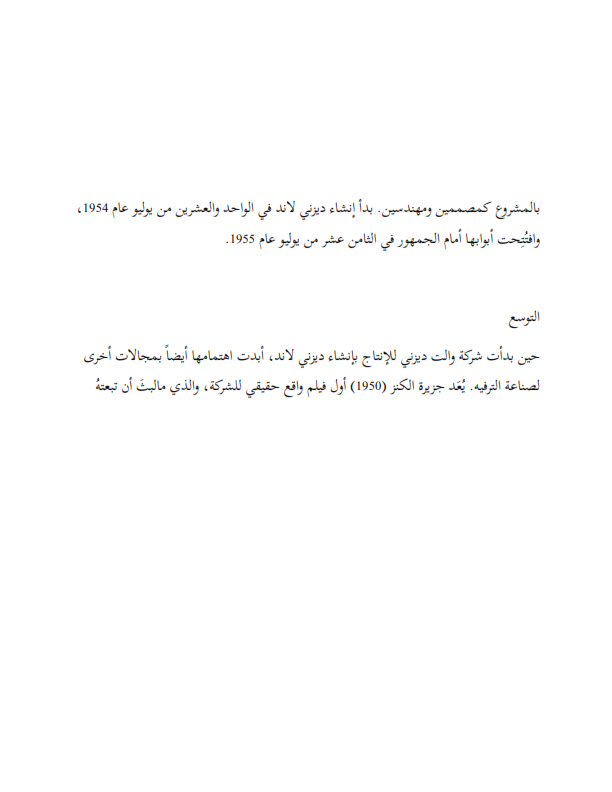 بالمشروع كمصممين ومهندسين. بدأ إنشاء ديزني لاند في الواحد والعشرين من يوليو عام 1954،
وافتُتِحت أبوابها أمام الجمهور في الثامن عشر من يوليو عام 1955.
التوسع
حين بدأت شركة والت ديزني للإنتاج بإنشاء ديزني لاند، أبدت اهتمامها أيضاً بمجالات أخرى
لصناعة الترفيه. يُعَد جزيرة الكنز (1950) أول فيلم واقع حقيقي للشركة، والذي مالبثَ أن تبعتهُ